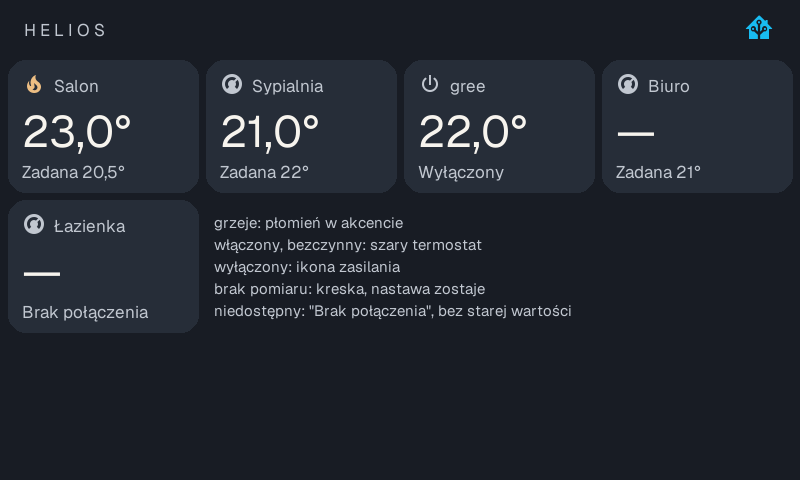 HELIOS
Salon
23,0°
Zadana 20,5°
Sypialnia
21,0°
Zadana 22°
gree
22,0°
Wyłączony
Biuro
—
Zadana 21°
Łazienka
—
Brak połączenia
grzeje: płomień w akcencie
włączony, bezczynny: szary termostat
wyłączony: ikona zasilania
brak pomiaru: kreska, nastawa zostaje
niedostępny: "Brak połączenia", bez starej wartości